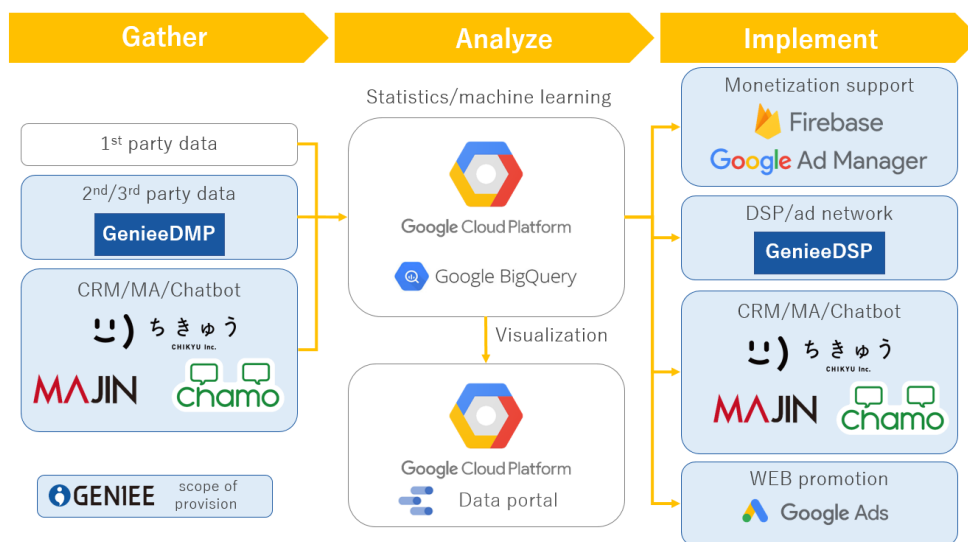 Gather
Analyze
Implement
1st party data
2nd/3rd party data
GenieeDMP
CRM/MA/Chatbot
ちきゅう
CHIKYU Inc.
MAJIN
Chamo
GENIEE
scope of
provision
Statistics/machine learning
Google Cloud Platform
Google BigQuery
Visualization
Google Cloud Platform
Data portal
Monetization support
Firebase
Google Ad Manager
DSP/ad network
GenieeDSP
CRM/MA/Chatbot
ちきゅう
CHIKYU Inc.
MAJIN
Chamo
WEB promotion
Google Ads